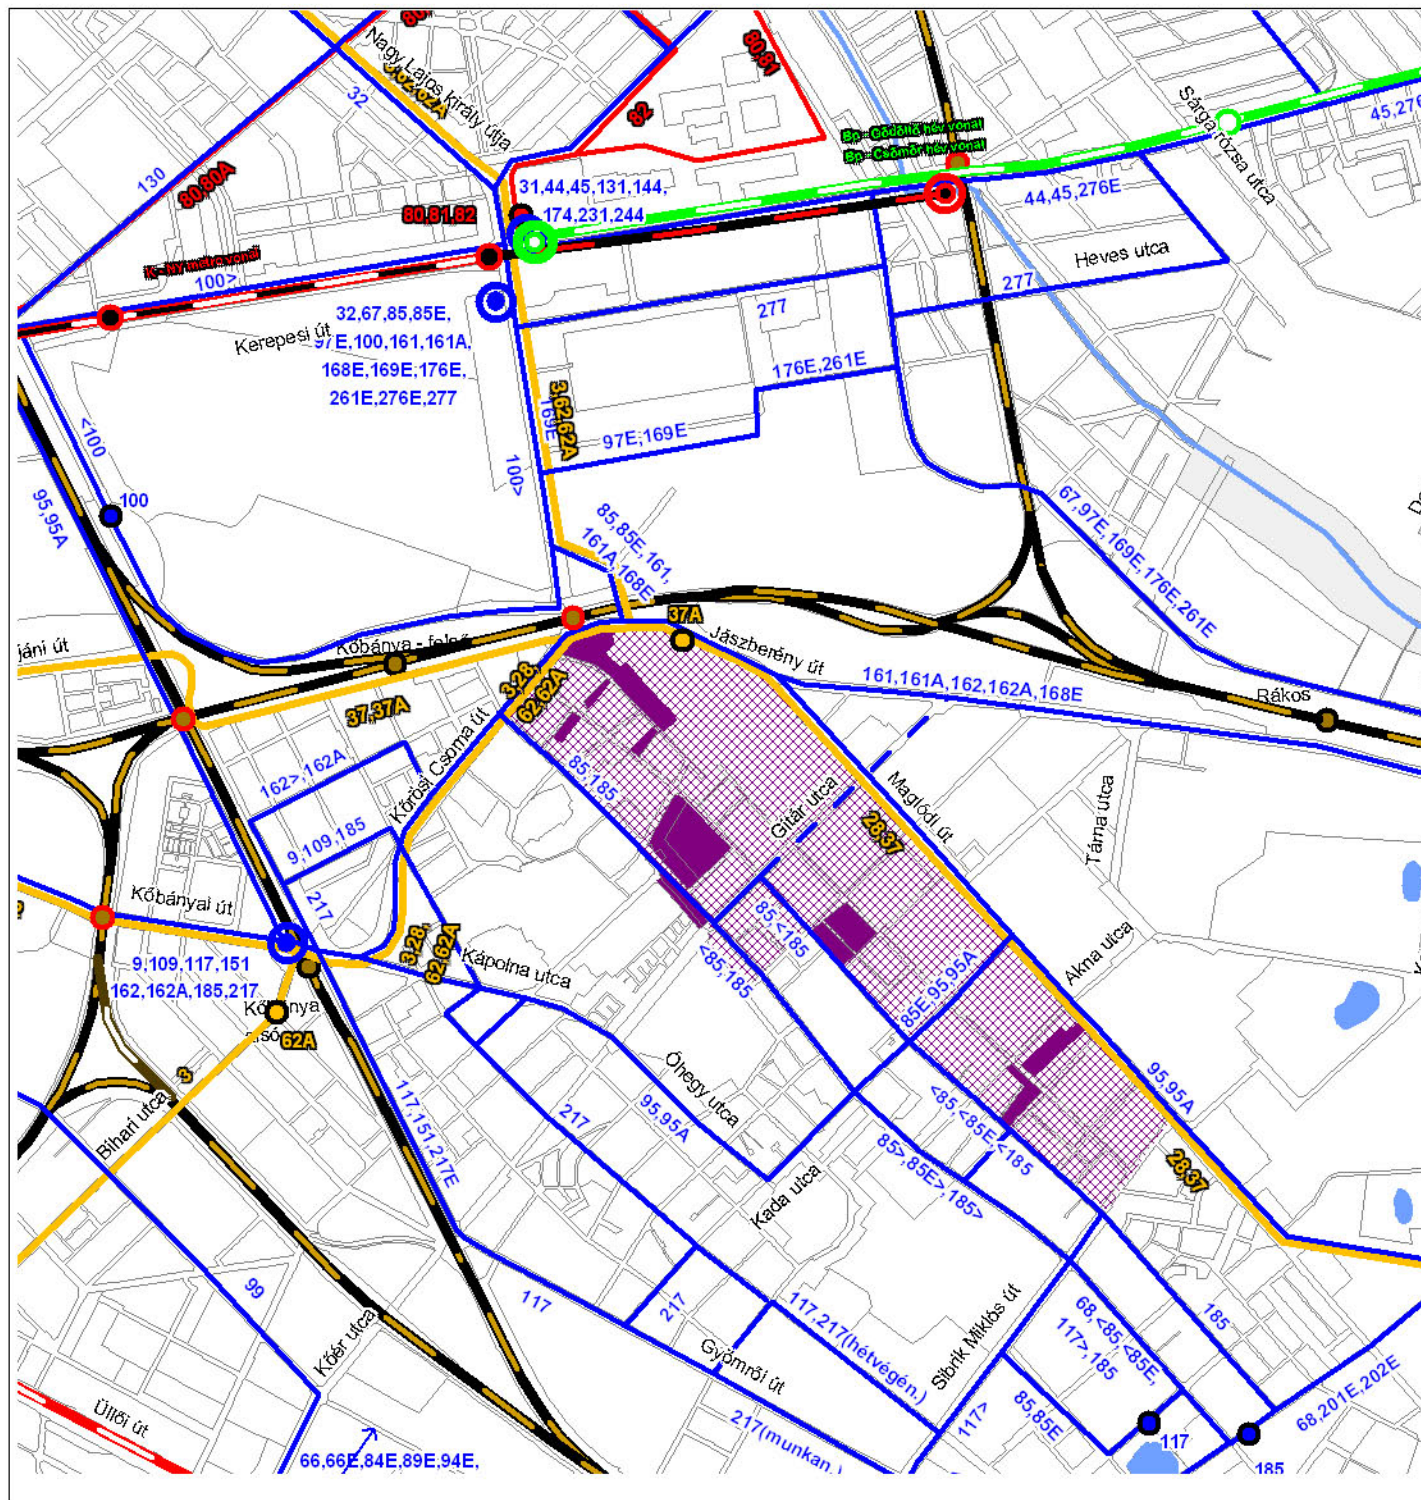 Nagy Lajos király útja
3,62,62A
32
80,81
82
130
80,80A
80,81,82
31,44,45,131,144,
174,231,244
Bp - Gödöllő hév vonal
Bp - Csömör hév vonal
Sárga rózsa utca
45,276
44,45,276E
Heves utca
277
277
K - NY metro vonal
100>
Kerepesi út
32,67,85,85E,
97E,100,161,161A,
168E,169E,176E,
261E,276E,277
176E,261E
3,62,62A
169E
97E,169E
100>
<100
95,95A
100
85,85E,161,
161A,168E
67,97E,169E,176E,261E
37A
Jászberény út
Kőbánya - felső
jáni út
3,28,
62,62A
37,37A
161,161A,162,162A,168E
Rákos
Kőrösi Csoma út
162>,162A
85,185
Gitár utca
Maglódi út
28,37
Tárna utca
9,109,185
Kőbányai út
217
85,<185
3,28,
62,62A
Kápolna utca
<85,185
85E,95,95A
Akna utca
9,109,117,151
162,162A,185,217
62A
3
Bihari utca
117,151,217E
217
95,95A
Óhegy utca
<85,<85E,<185
95,95A
28,37
Kada utca
85>,85E>,185>
99
117
217
117,217(hétvégén.)
Sibrik Miklós út
68,<85,<85E,
117>,185
185
Kőér utca
Gyömrői út
Üllői út
217(munkan.)
117>
85,85E
117
68,201E,202E
185
66,66E,84E,89E,94E,